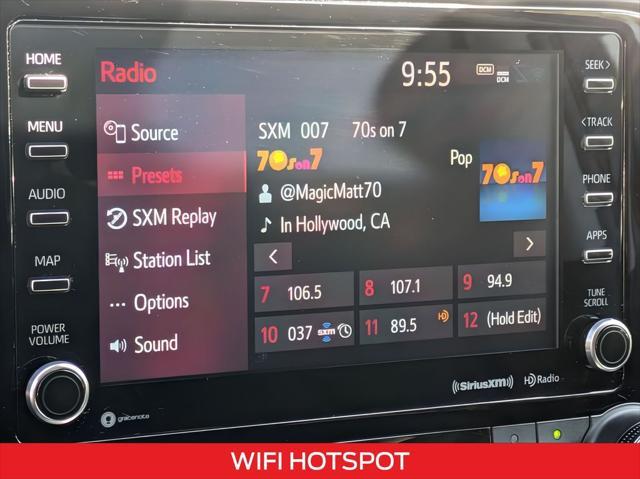 HOME
MENU
AUDIO
MAP
POWER
VOLUME
Radio
9:55
DCM
DCM
Source
Presets
SXM Replay
Station List
Options
Sound
SXM 007 70s on 7
70s on 7
Pop
70s on 7
@MagicMatt70
In Hollywood, CA
7 106.5
8 107.1
9 94.9
10 037 SXM
11 89.5 HD
12 (Hold Edit)
SEEK >
< TRACK
PHONE
APPS
TUNE
SCROLL
gracenote
((SiriusXM))
HD Radio
WIFI HOTSPOT